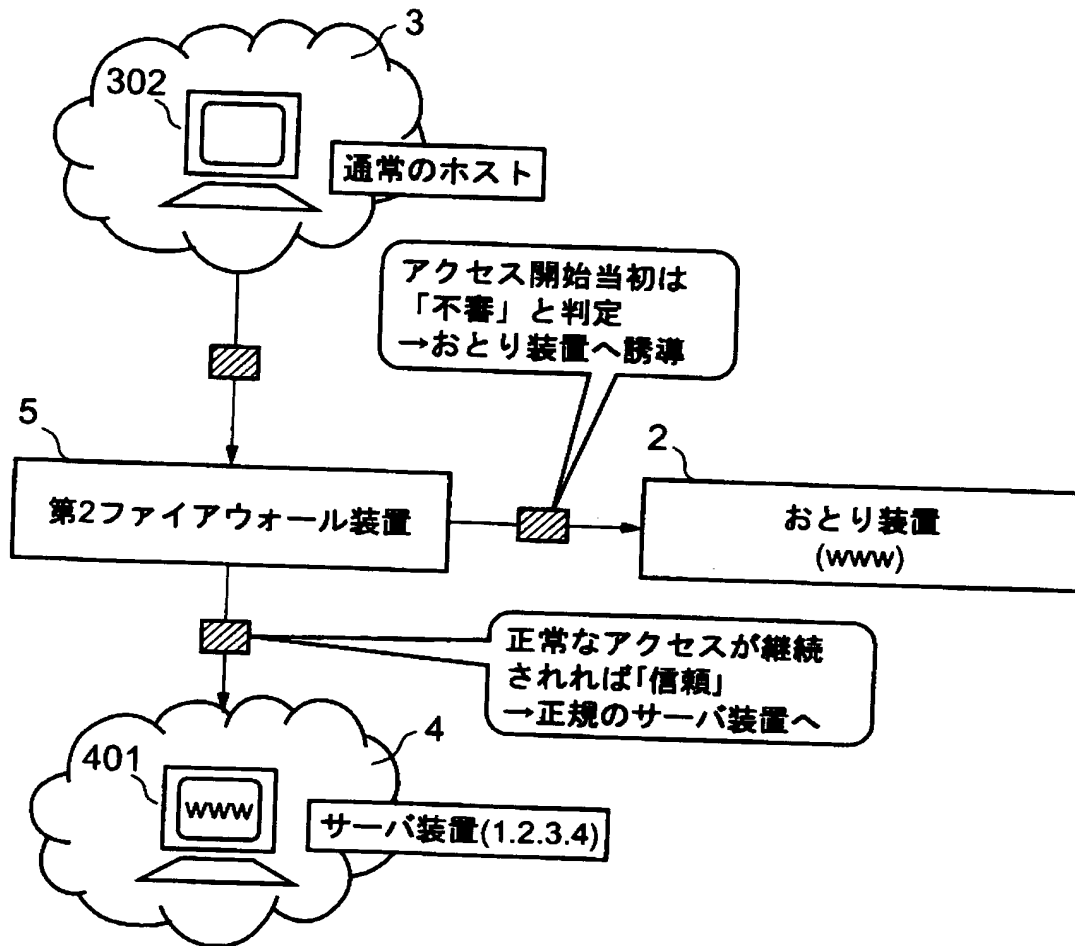 3
302
通常のホスト
アクセス開始当初は
「不審」と判定
→おとり装置へ誘導
5
第2ファイアウォール装置
2
おとり装置
(www)
正常なアクセスが継続
されれば「信頼」
→正規のサーバ装置へ
4
401
www
サーバ装置(1.2.3.4)